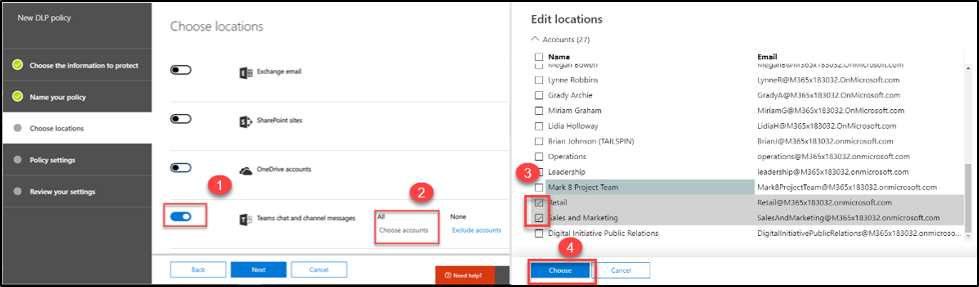 New DLP policy
Choose the information to protect
Name your policy
Choose locations
Policy settings
Review your settings
Choose locations
Exchange email
SharePoint sites
OneDrive accounts
1
2
Teams chat and channel messages
All
Choose accounts
None
Exclude accounts
Back
Next
Cancel
Need help?
Edit locations
Accounts (27)
Name Email
Megan Bowen MeganB@M365x183032.OnMicrosoft.com
Lynne Robbins LynneR@M365x183032.OnMicrosoft.com
Grady Archie GradyA@M365x183032.OnMicrosoft.com
Miriam Graham MiriamG@M365x183032.OnMicrosoft.com
Lidia Holloway LidiaH@M365x183032.OnMicrosoft.com
Brian Johnson (TAILSPIN) BrianJ@M365x183032.OnMicrosoft.com
Operations operations@M365x183032.OnMicrosoft.com
Leadership leadership@M365x183032.OnMicrosoft.com
3
Mark 8 Project Team Mark8ProjectTeam@M365x183032.OnMicrosoft.com
Retail Retail@M365x183032.OnMicrosoft.com
Sales and Marketing SalesAndMarketing@M365x183032.OnMicrosoft.com
Digital Initiative Public Relations DigitalInitiativePublicRelations@M365x183032.On...
4
Choose
Cancel